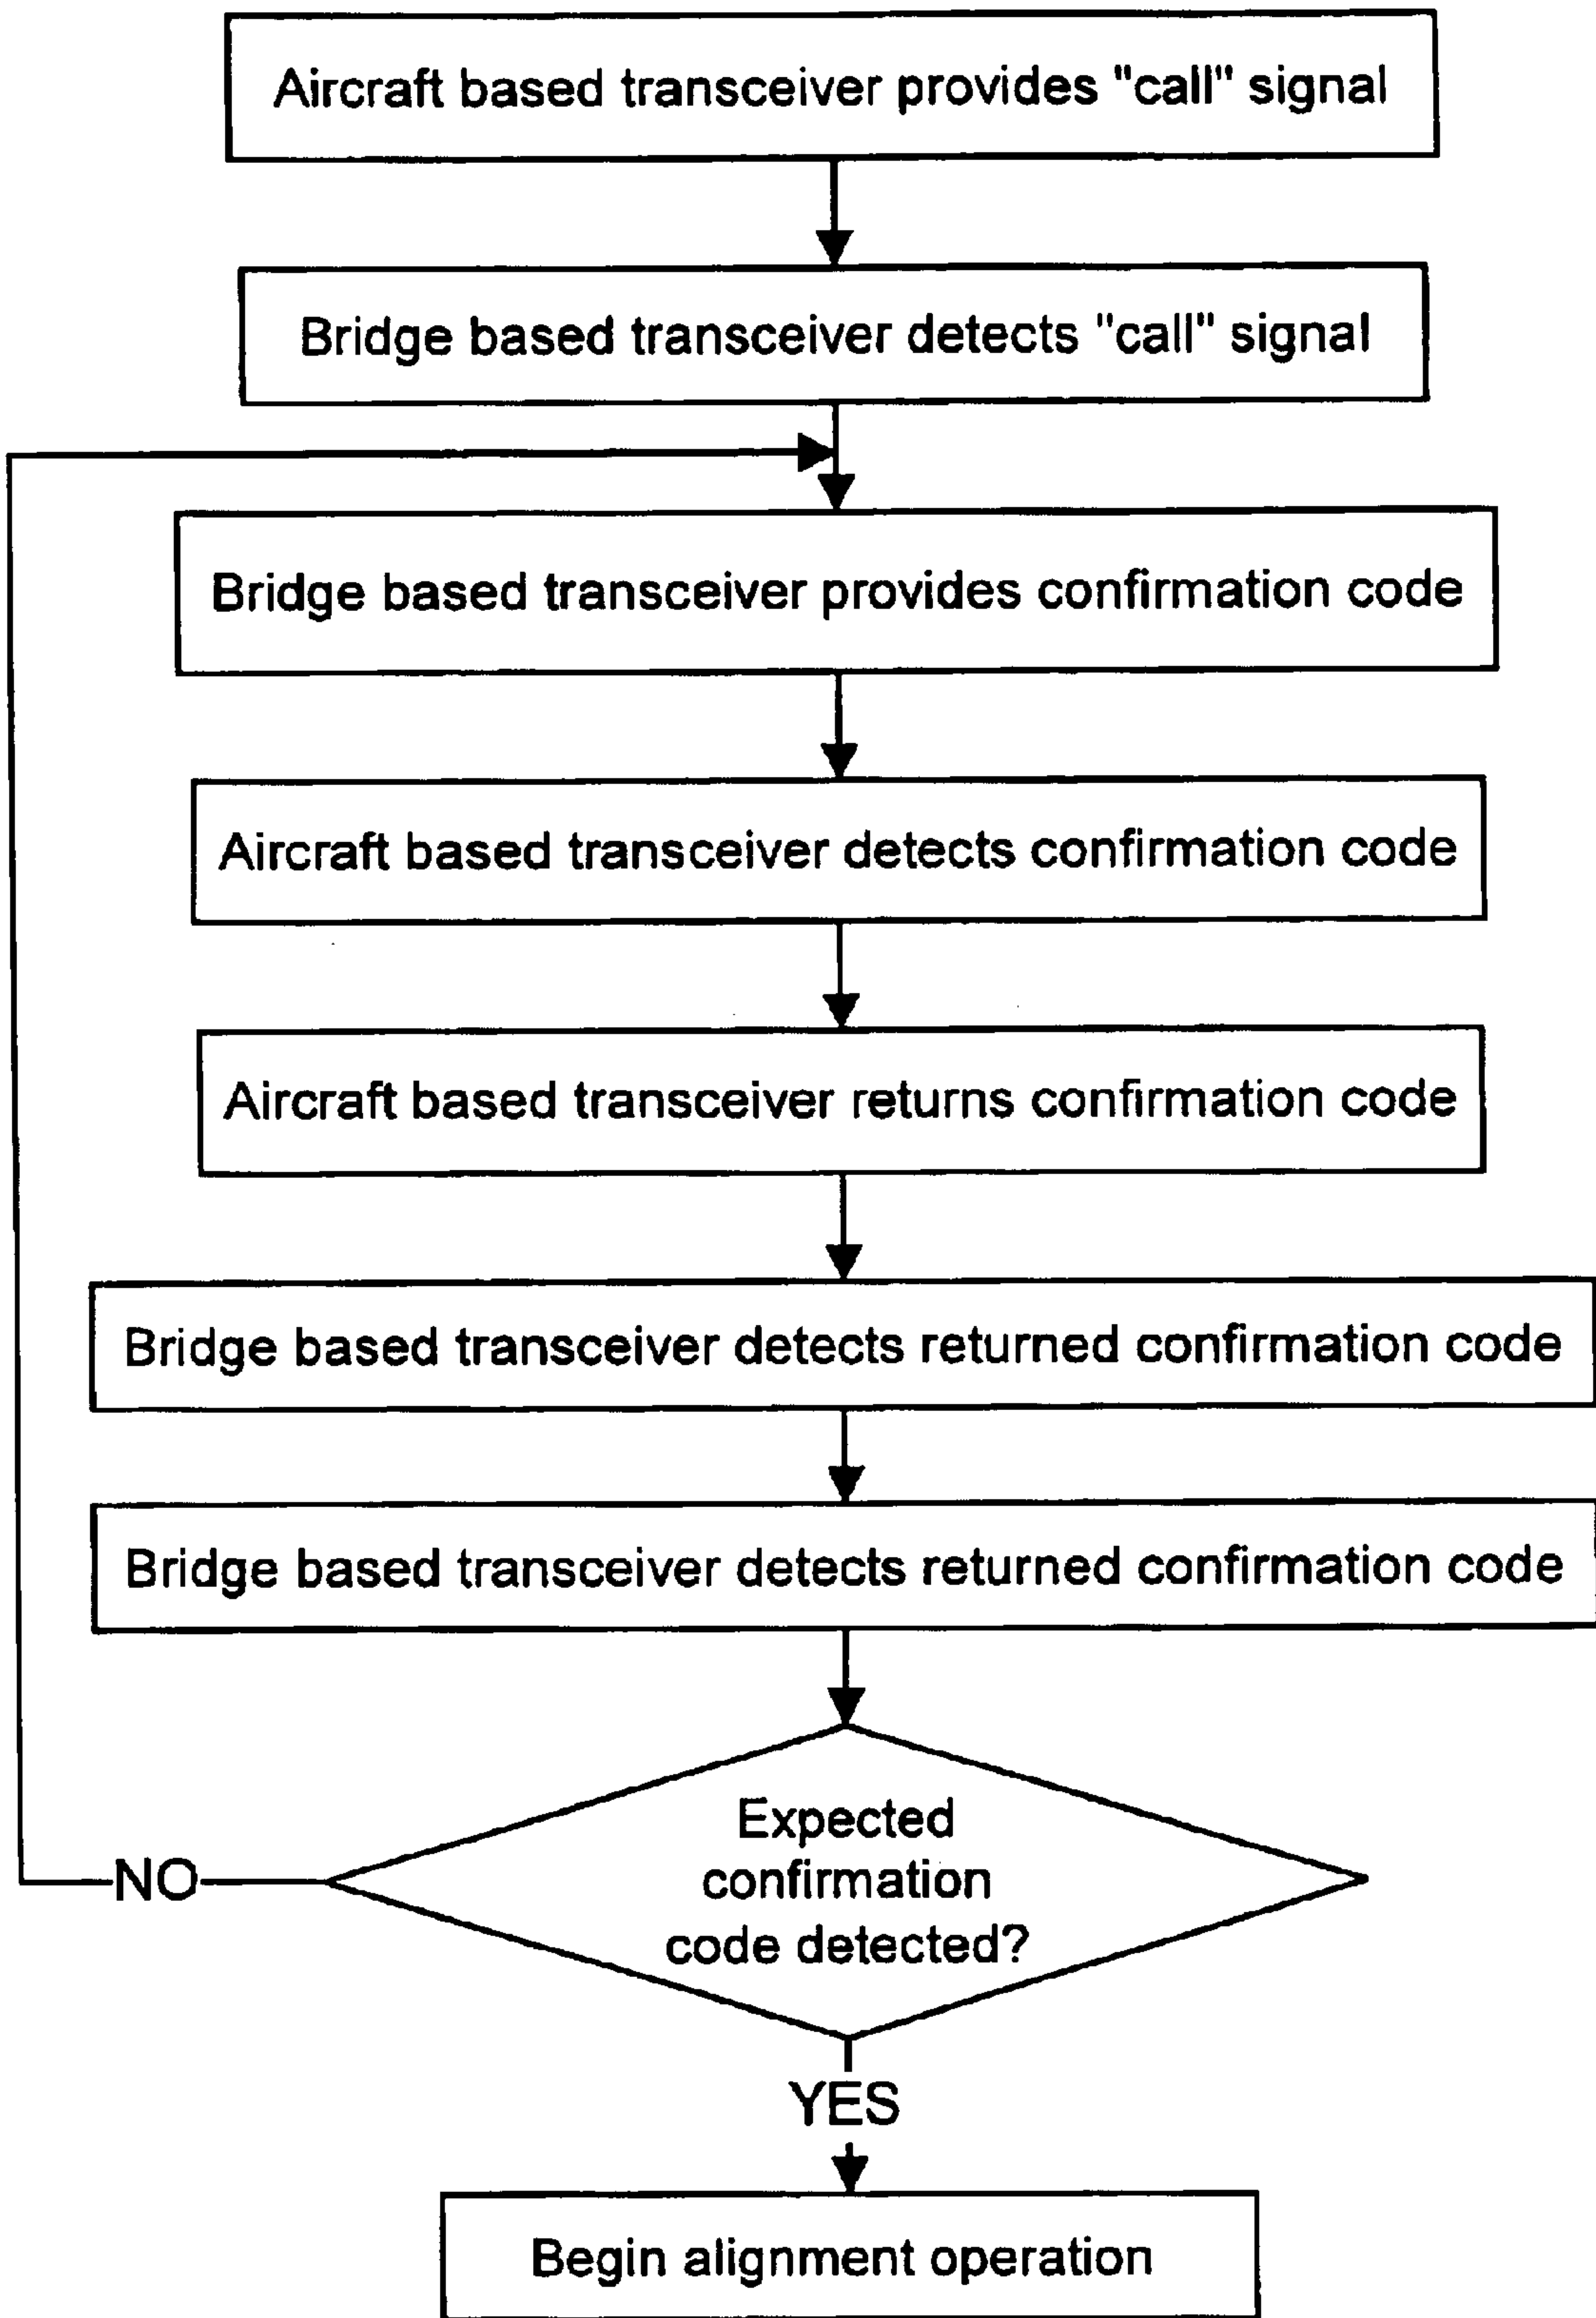 Aircraft based transceiver provides "call" signal
Bridge based transceiver detects "call" signal
Bridge based transceiver provides confirmation code
Aircraft based transceiver detects confirmation code
Aircraft based transceiver returns confirmation code
Bridge based transceiver detects returned confirmation code
Bridge based transceiver detects returned confirmation code
Expected
confirmation
code detected?
NO
YES
Begin alignment operation